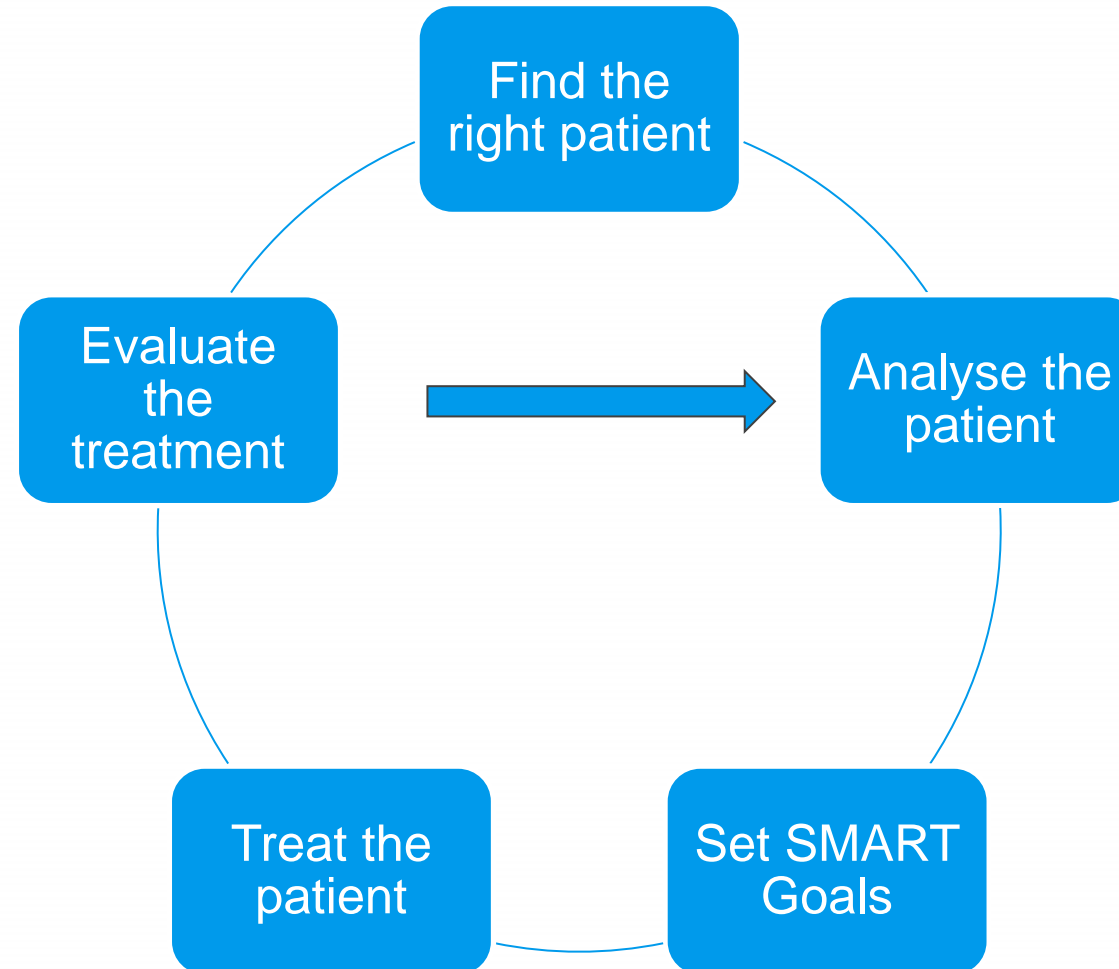 Find the
right patient
Evaluate
the
treatment
Analyse the
patient
Treat the
patient
Set SMART
Goals